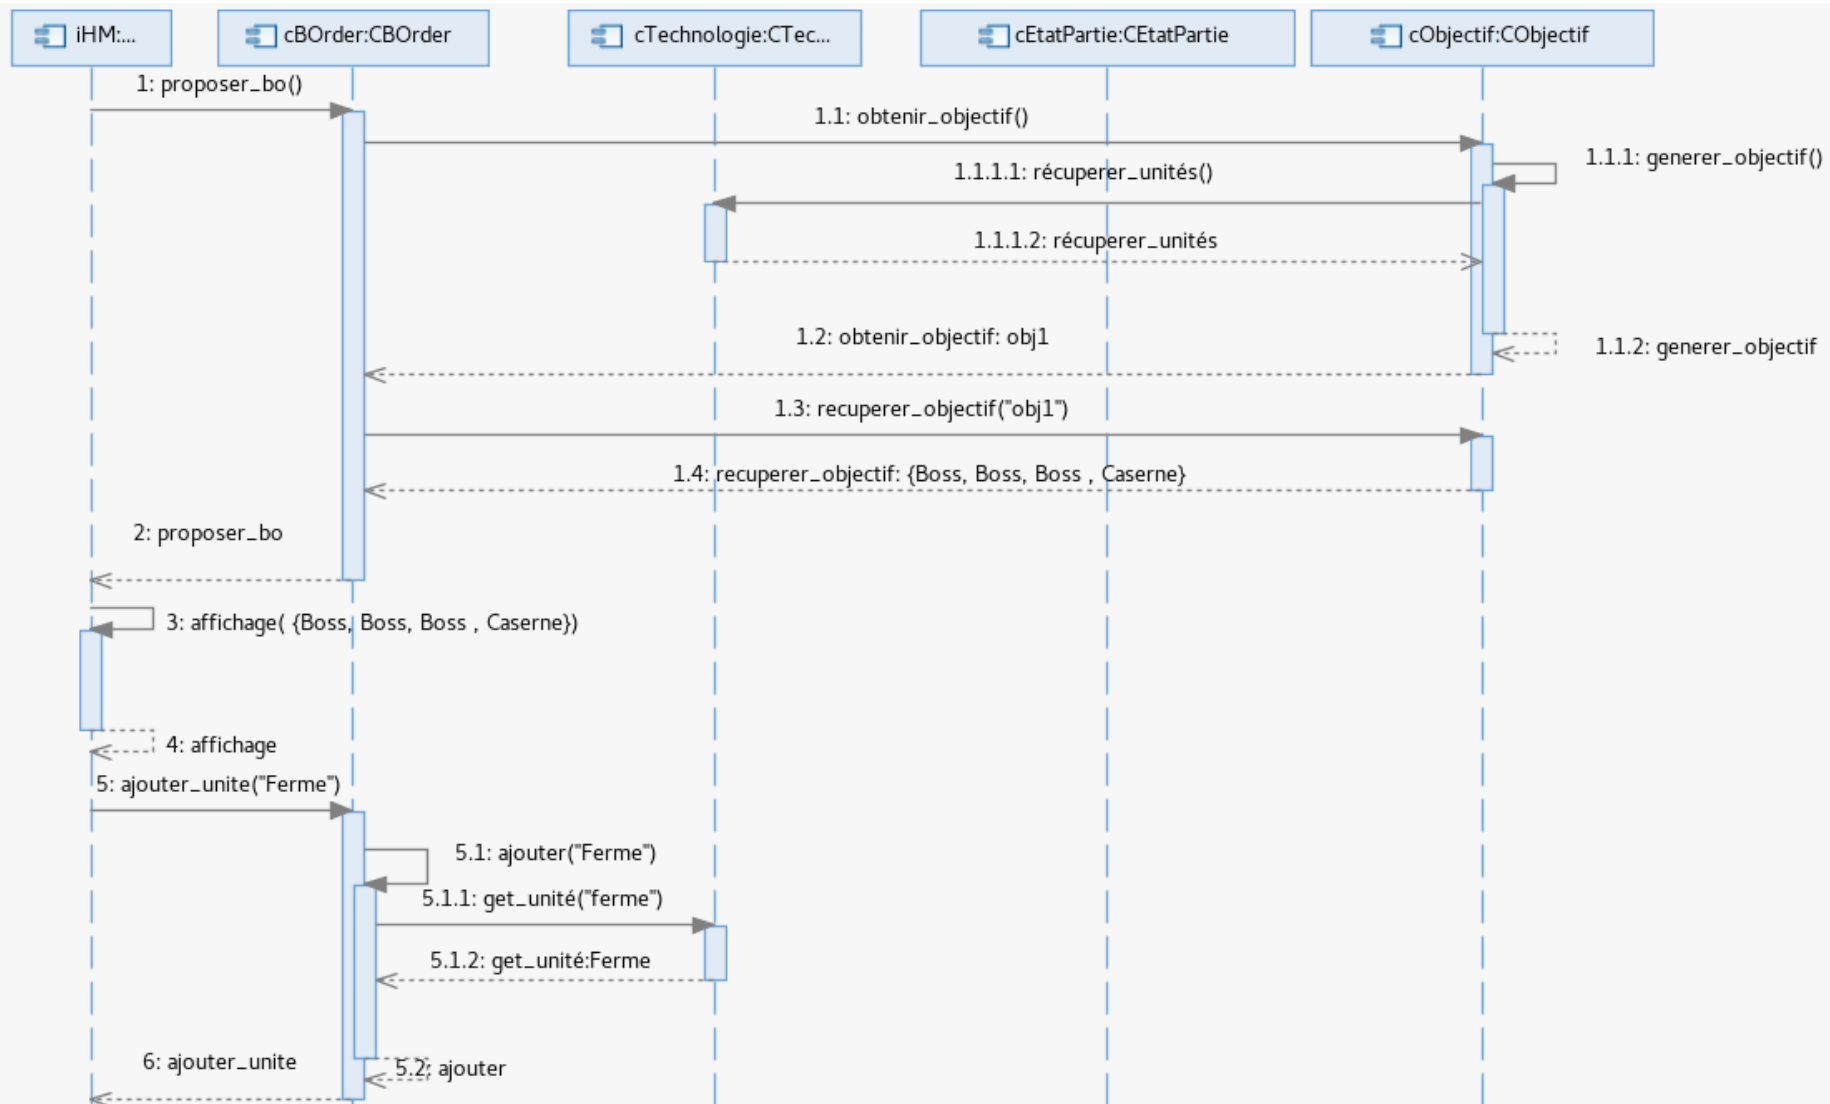 iHM:...
cBOrder:CBOrder
cTechnologie:CTec...
cEtatPartie:CEtatPartie
cObjectif:CObjectif
1: proposer_bo()
1.1: obtenir_objectif()
1.1.1: generer_objectif()
1.1.1.1: récuperer_unités()
1.1.1.2: récuperer_unités
1.2: obtenir_objectif: obj1
1.1.2: generer_objectif
1.3: recuperer_objectif("obj1")
1.4: recuperer_objectif: {Boss, Boss, Boss , Caserne}
2: proposer_bo
3: affichage( {Boss, Boss, Boss , Caserne})
4: affichage
5: ajouter_unite("Ferme")
5.1: ajouter("Ferme")
5.1.1: get_unité("ferme")
5.1.2: get_unité:Ferme
6: ajouter_unite
5.2: ajouter